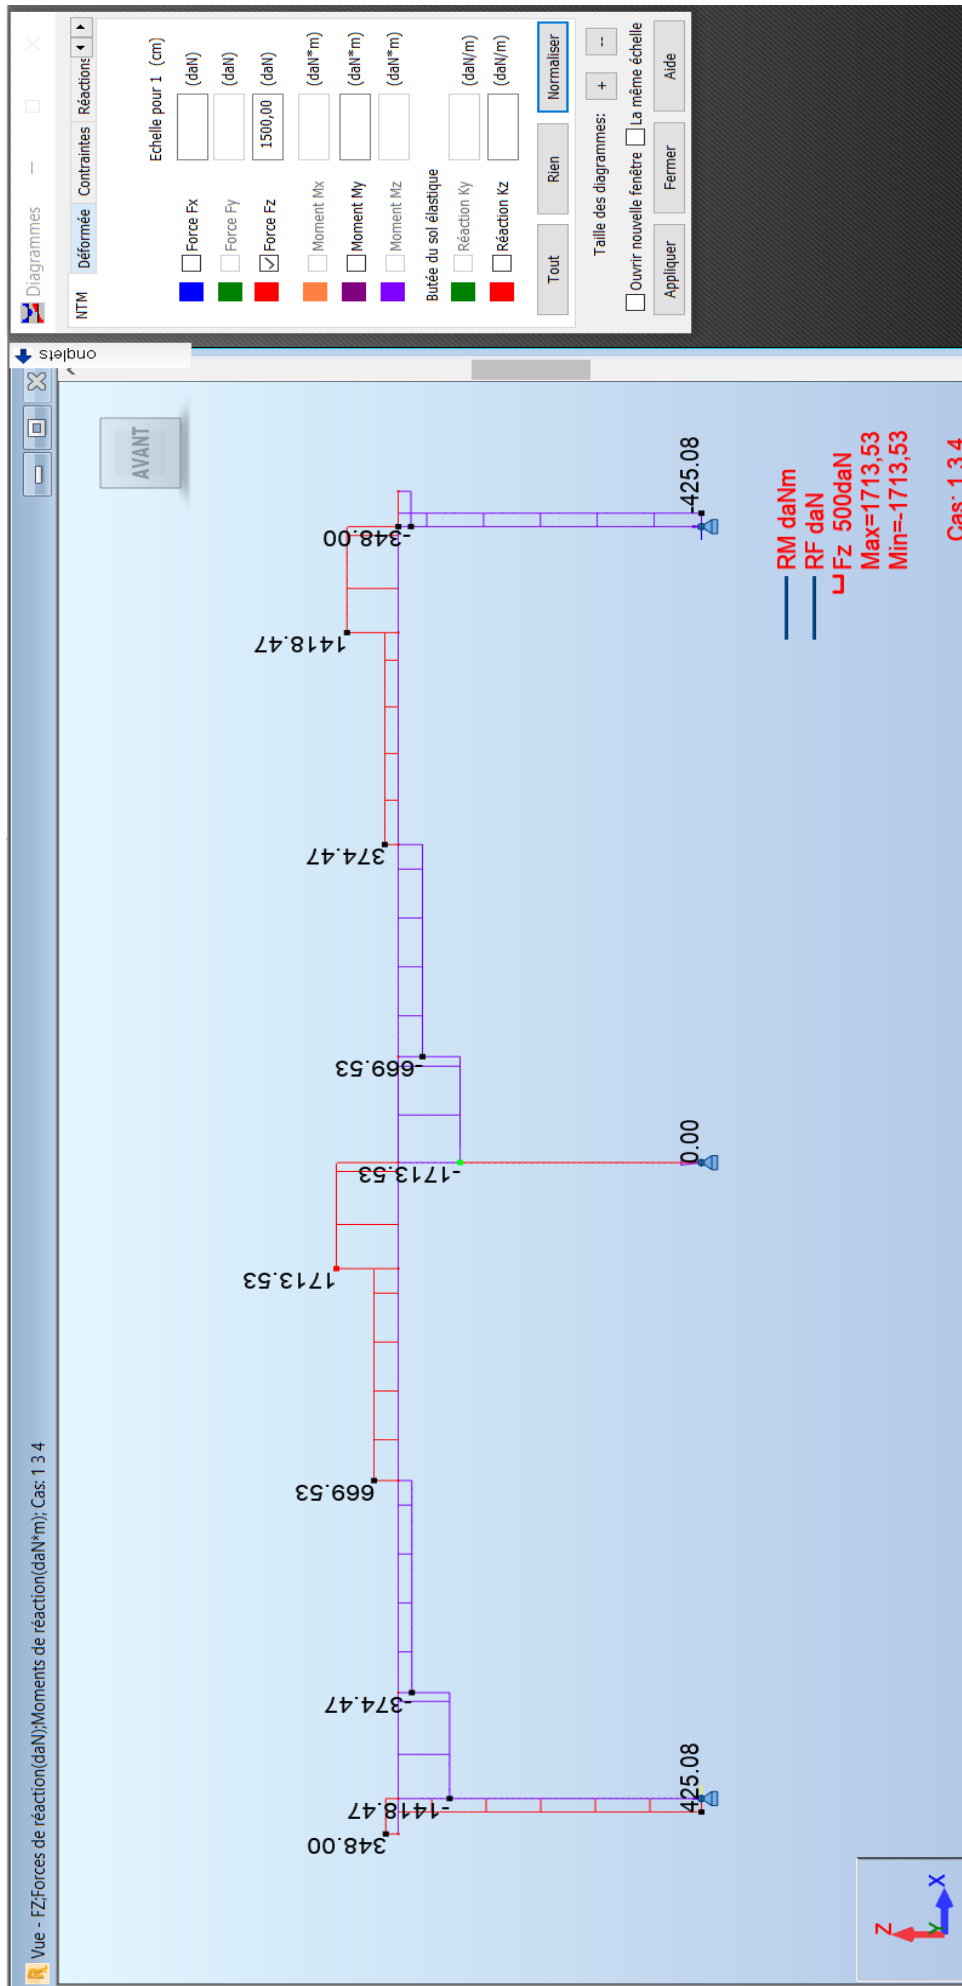 Vue - FZ;Forces de réaction(daN);Moments de réaction(daN*m); Cas: 1 3 4
AVANT
348.00
-1418.47
-374.47
669.53
1713.53
-1713.53
-669.53
374.47
1418.47
-348.00
425.08
0.00
-425.08
RM daNm
RF daN
Fz 500daN
Max=1713,53
Min=-1713,53
Cas: 1 3 4
Z
Y
X
onglets
Diagrammes
NTM Déformée Contraintes Réactions
Echelle pour 1 (cm)
Force Fx (daN)
Force Fy (daN)
Force Fz 1500,00 (daN)
Moment Mx (daN*m)
Moment My (daN*m)
Moment Mz (daN*m)
Butée du sol élastique
Réaction Ky (daN/m)
Réaction Kz (daN/m)
Tout Rien Normaliser
Taille des diagrammes: + --
Ouvrir nouvelle fenêtre La même échelle
Appliquer Fermer Aide